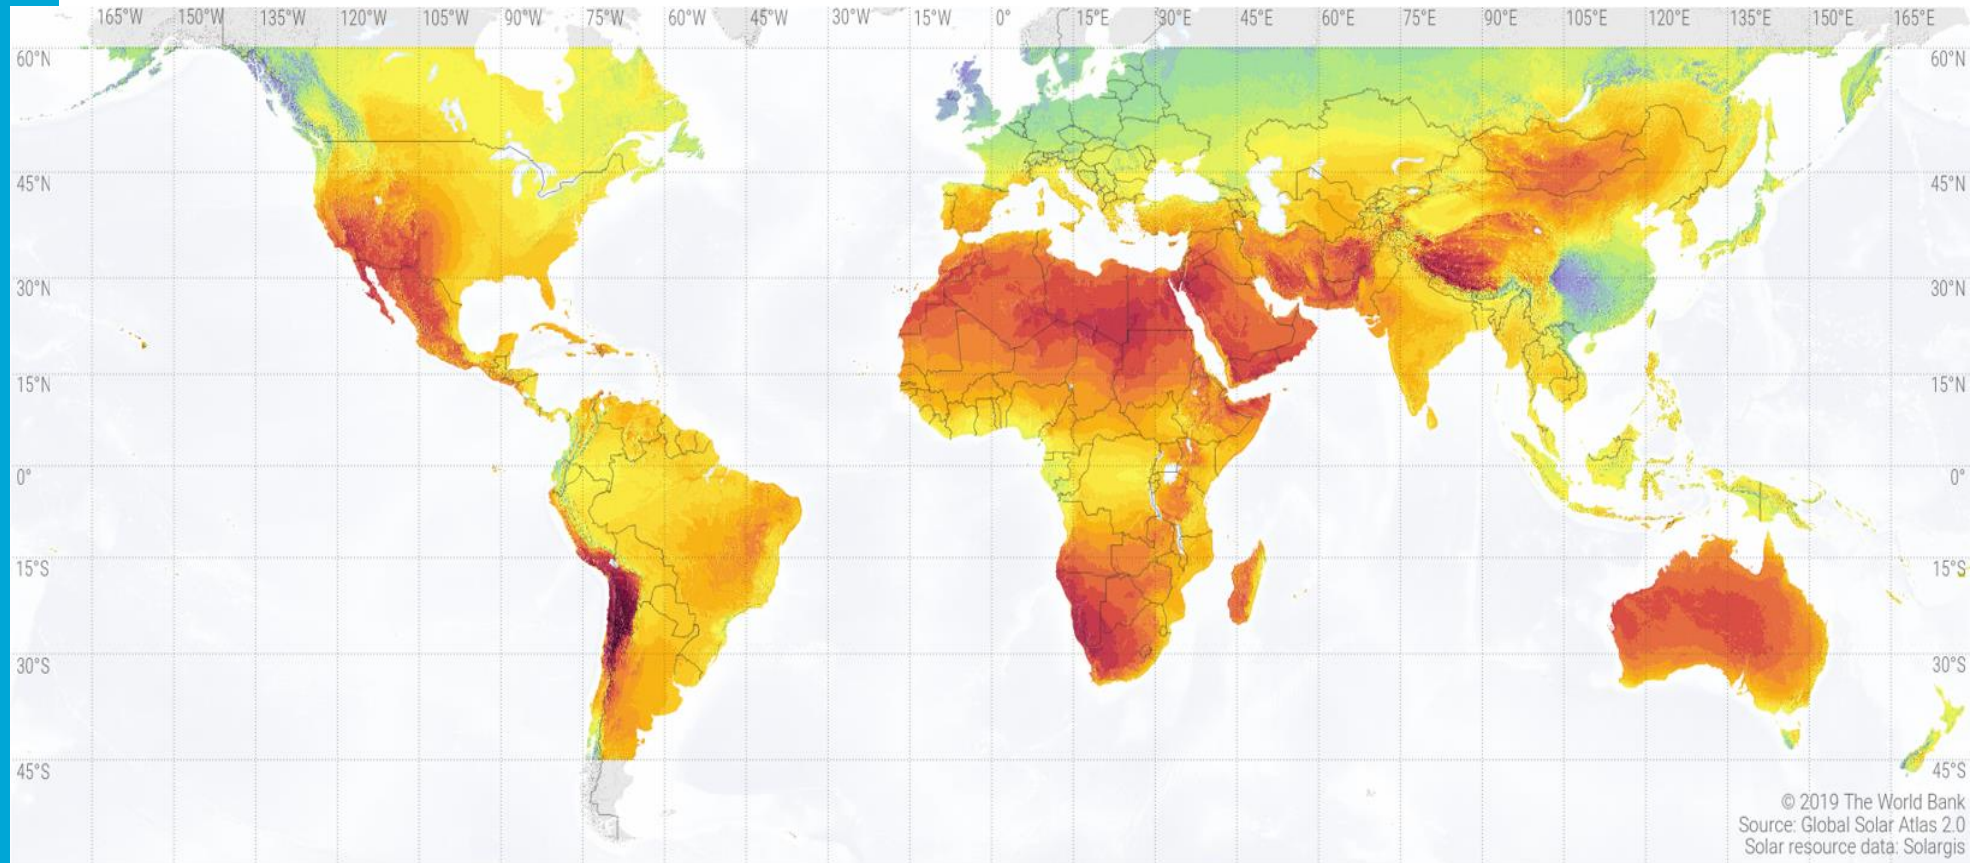 165°W 150°W 135°W 120°W 105°W 90°W 75°W 60°W 45°W 30°W 15°W 0° 15°E 30°E 45°E 60°E 75°E 90°E 105°E 120°E 135°E 150°E 165°E
60°N 60°N
45°N 45°N
30°N 30°N
15°N 15°N
0° 0°
15°S 15°S
30°S 30°S
45°S 45°S
© 2019 The World Bank
Source: Global Solar Atlas 2.0
Solar resource data: Solargis